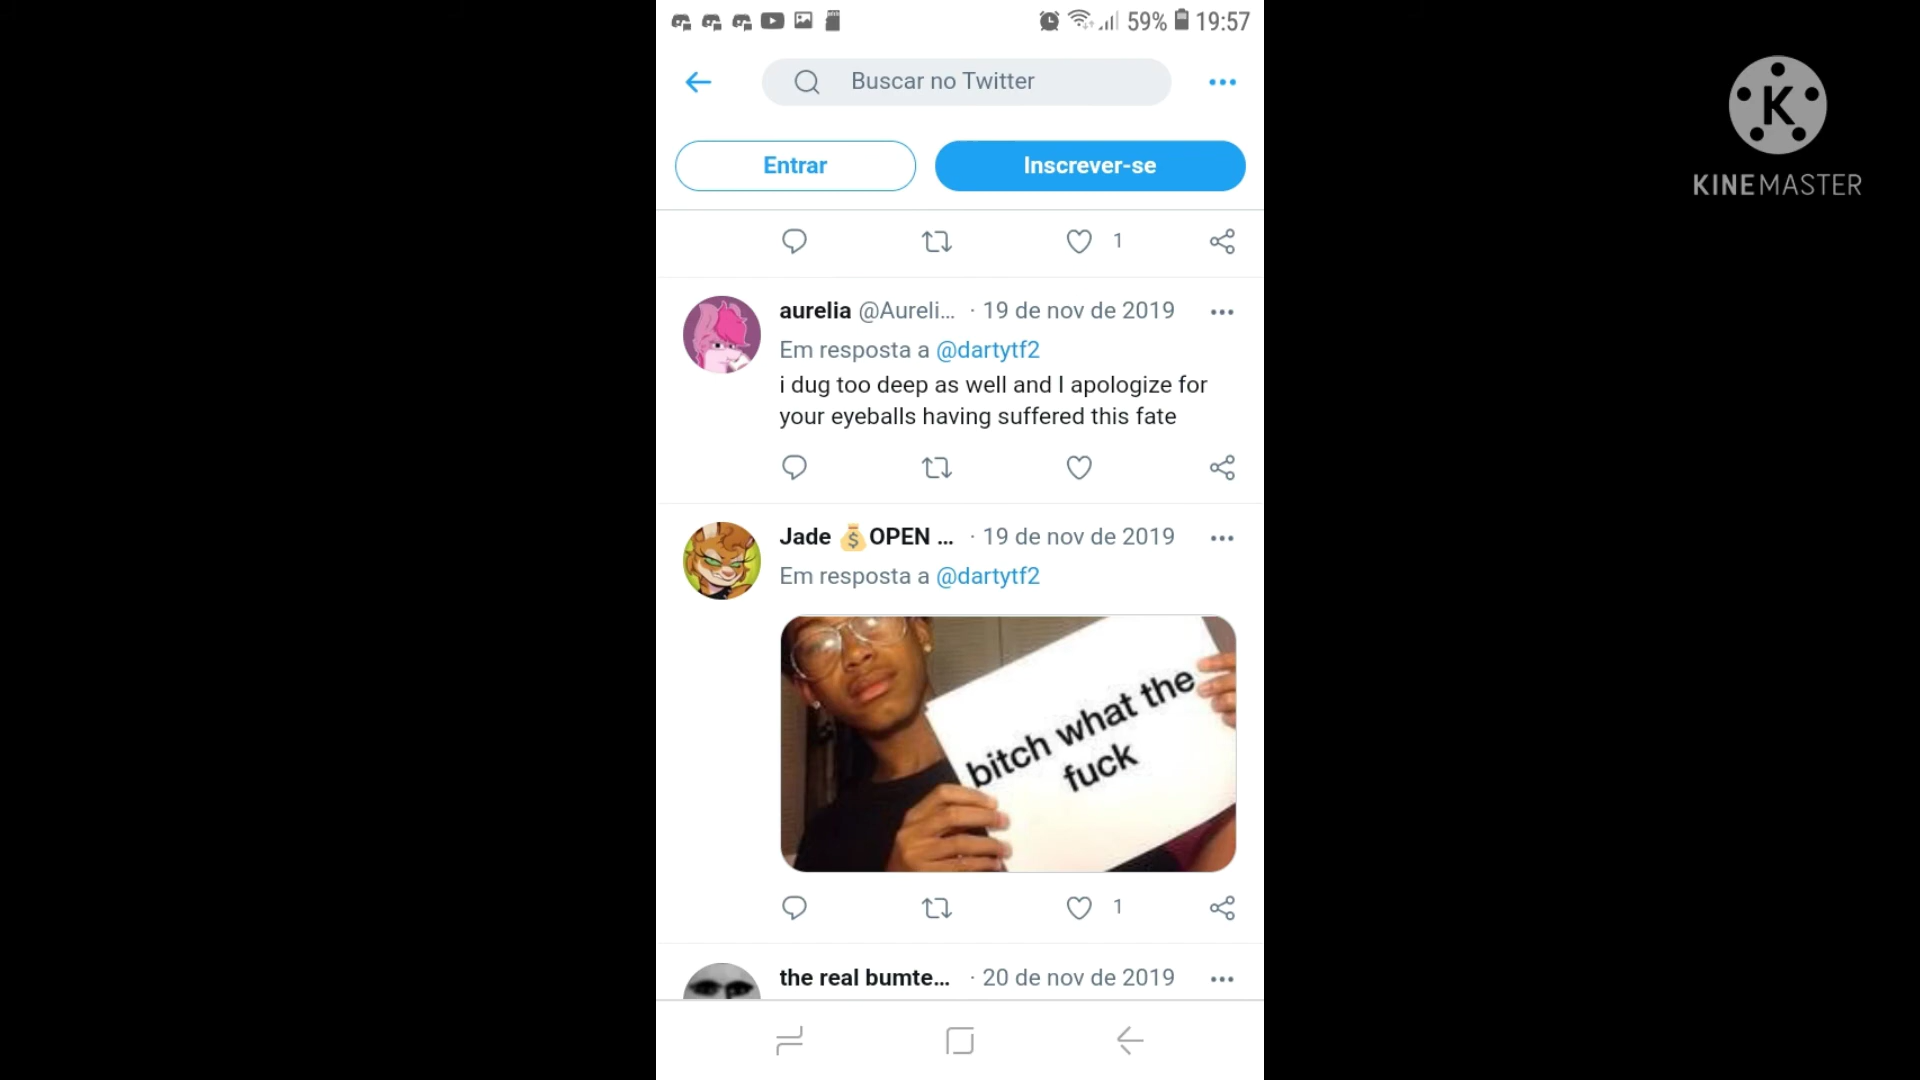 59% 19:57
Buscar no Twitter
K
KINEMASTER
Entrar
Inscrever-se
1
aurelia @Aureli... · 19 de nov de 2019
Em resposta a @dartytf2
i dug too deep as well and I apologize for
your eyeballs having suffered this fate
Jade 💰OPEN ... · 19 de nov de 2019
Em resposta a @dartytf2
bitch what the
fuck
1
the real bumte... · 20 de nov de 2019